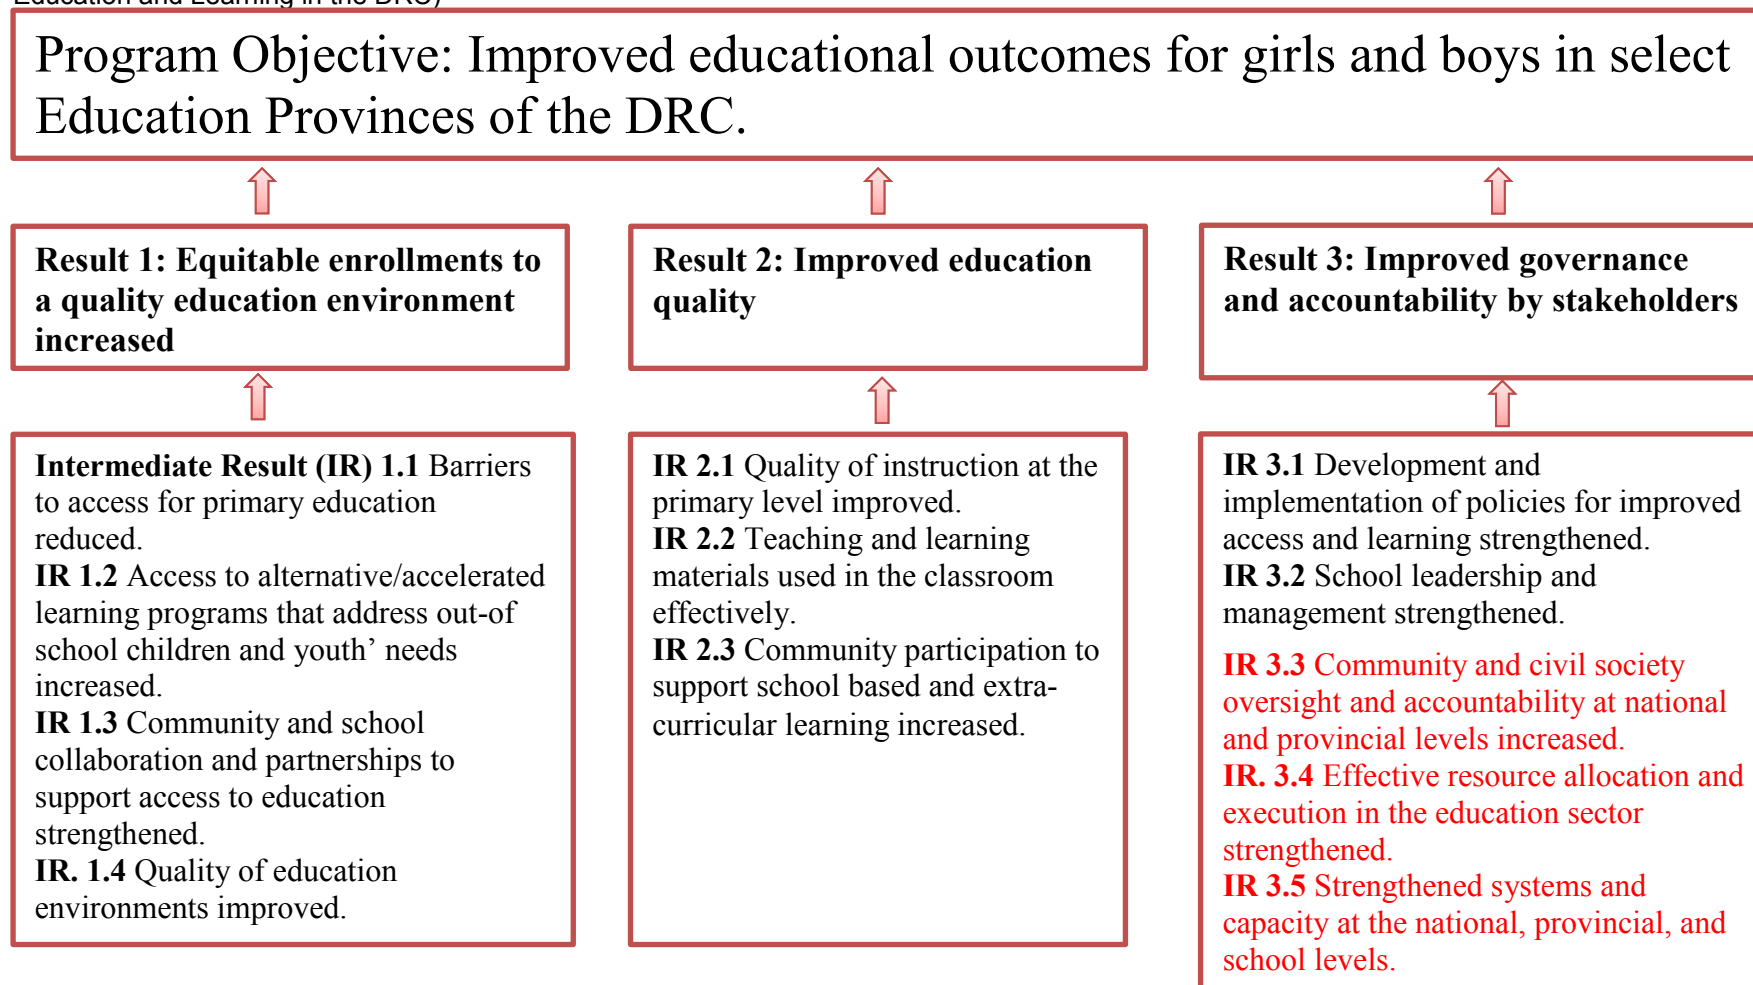 Education and Learning in the DRC)
Program Objective: Improved educational outcomes for girls and boys in select
Education Provinces of the DRC.
Result 1: Equitable enrollments to
a quality education environment
increased
Result 2: Improved education
quality
Result 3: Improved governance
and accountability by stakeholders
Intermediate Result (IR) 1.1 Barriers
to access for primary education
reduced.
IR 1.2 Access to alternative/accelerated
learning programs that address out-of
school children and youth’ needs
increased.
IR 1.3 Community and school
collaboration and partnerships to
support access to education
strengthened.
IR. 1.4 Quality of education
environments improved.
IR 2.1 Quality of instruction at the
primary level improved.
IR 2.2 Teaching and learning
materials used in the classroom
effectively.
IR 2.3 Community participation to
support school based and extra-
curricular learning increased.
IR 3.1 Development and
implementation of policies for improved
access and learning strengthened.
IR 3.2 School leadership and
management strengthened.
IR 3.3 Community and civil society
oversight and accountability at national
and provincial levels increased.
IR. 3.4 Effective resource allocation and
execution in the education sector
strengthened.
IR 3.5 Strengthened systems and
capacity at the national, provincial, and
school levels.